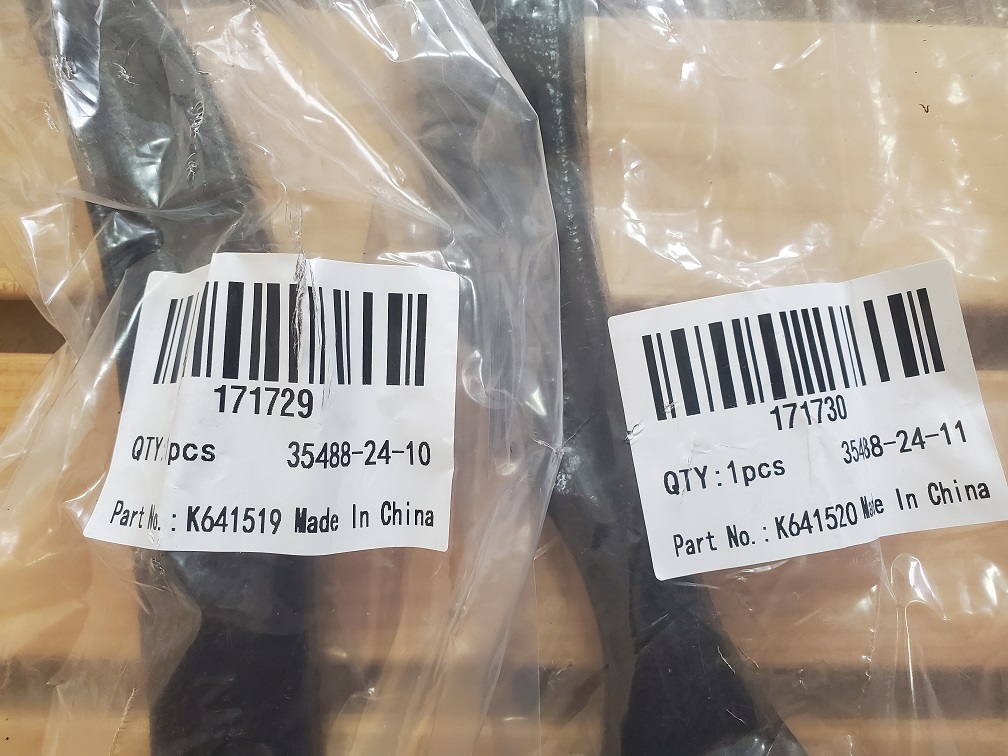 171729
QTY:pcs 35488-24-10
Part No.: K641519 Made In China
171730
QTY:1pcs 35488-24-11
Part No.: K641520 Made In China